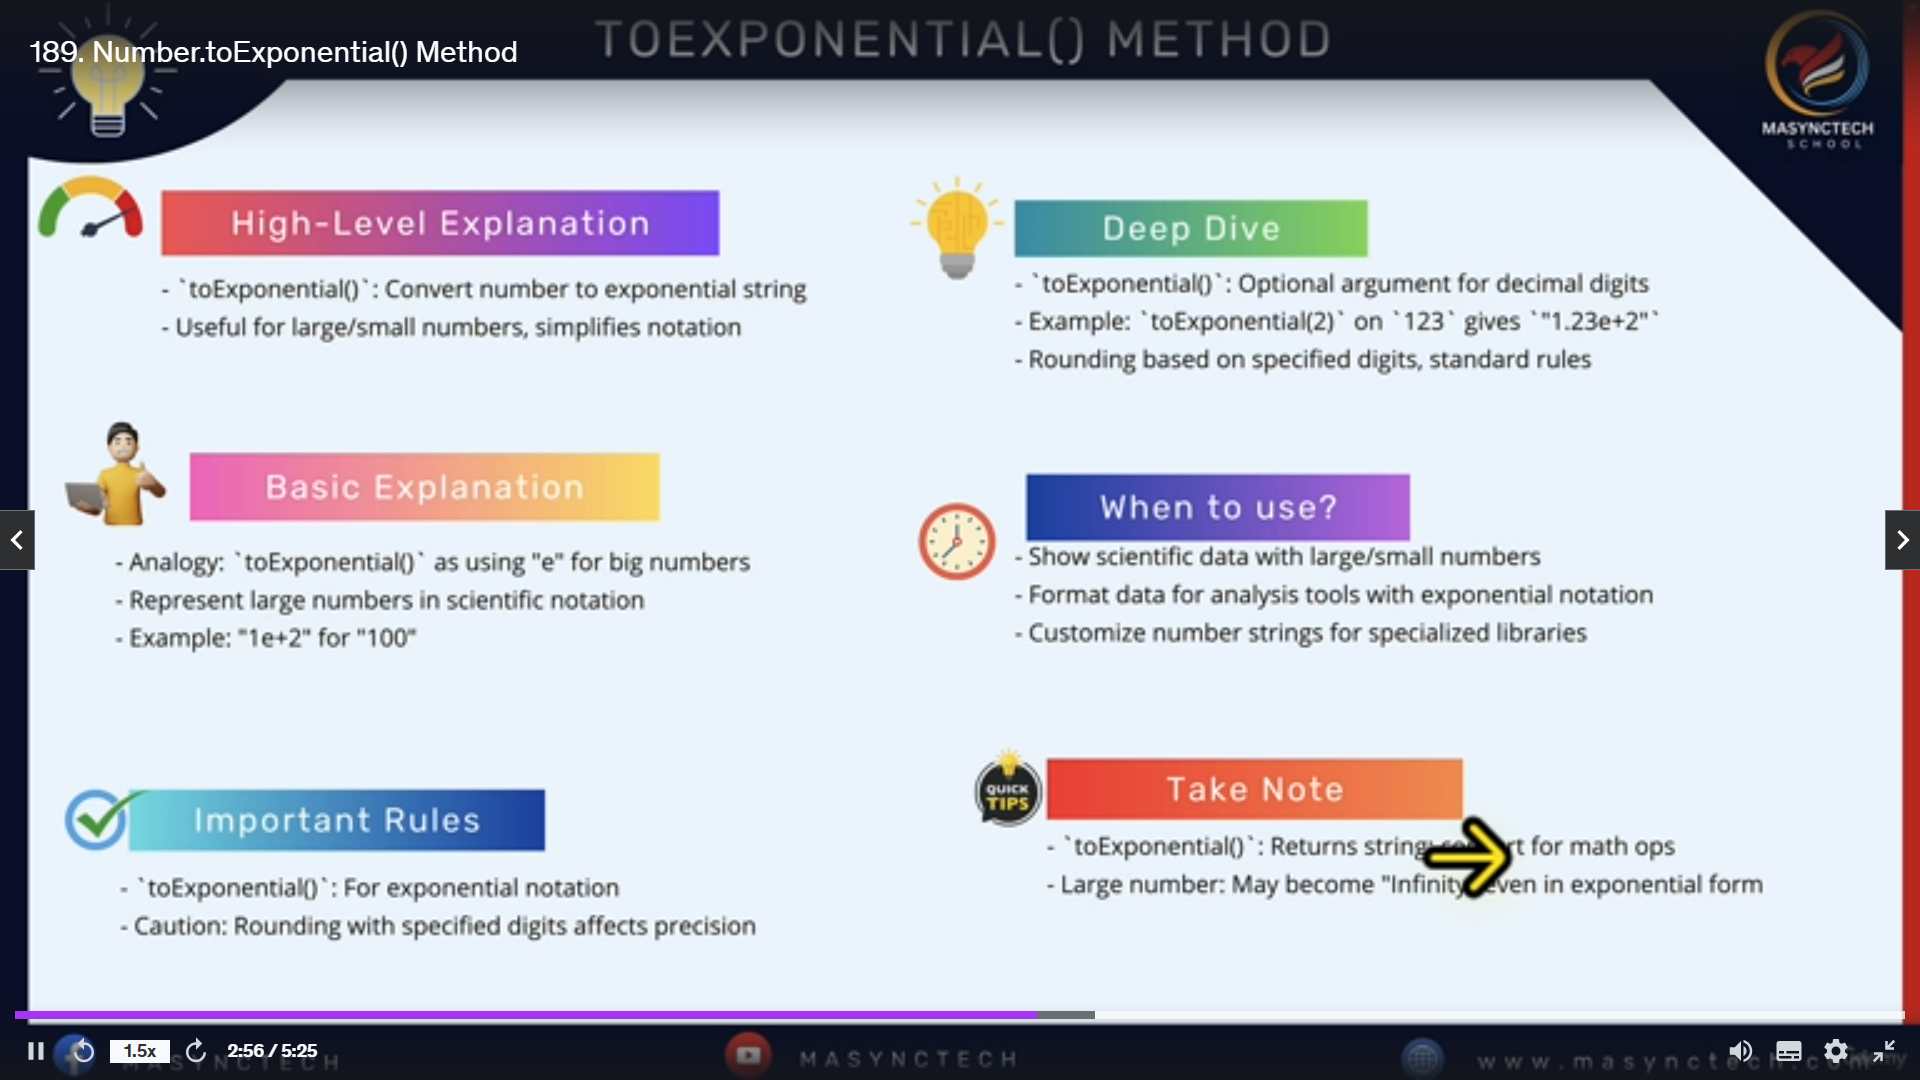 TOEXPONENTIAL() METHOD
189. Number.toExponential() Method
MASYNCTECH
SCHOOL
High-Level Explanation
- `toExponential()`: Convert number to exponential string
- Useful for large/small numbers, simplifies notation
Deep Dive
- `toExponential()`: Optional argument for decimal digits
- Example: `toExponential(2)` on `123` gives `"1.23e+2"`
- Rounding based on specified digits, standard rules
Basic Explanation
- Analogy: `toExponential()` as using "e" for big numbers
- Represent large numbers in scientific notation
- Example: "1e+2" for "100"
When to use?
- Show scientific data with large/small numbers
- Format data for analysis tools with exponential notation
- Customize number strings for specialized libraries
Important Rules
- `toExponential()`: For exponential notation
- Caution: Rounding with specified digits affects precision
QUICK
TIPS
Take Note
- `toExponential()`: Returns string; for math ops
- Large number: May become "Infinity" even in exponential form
1.5x
2:56 / 5:25
MASYNCTECH
MASYNCTECH
www.masynctech.com